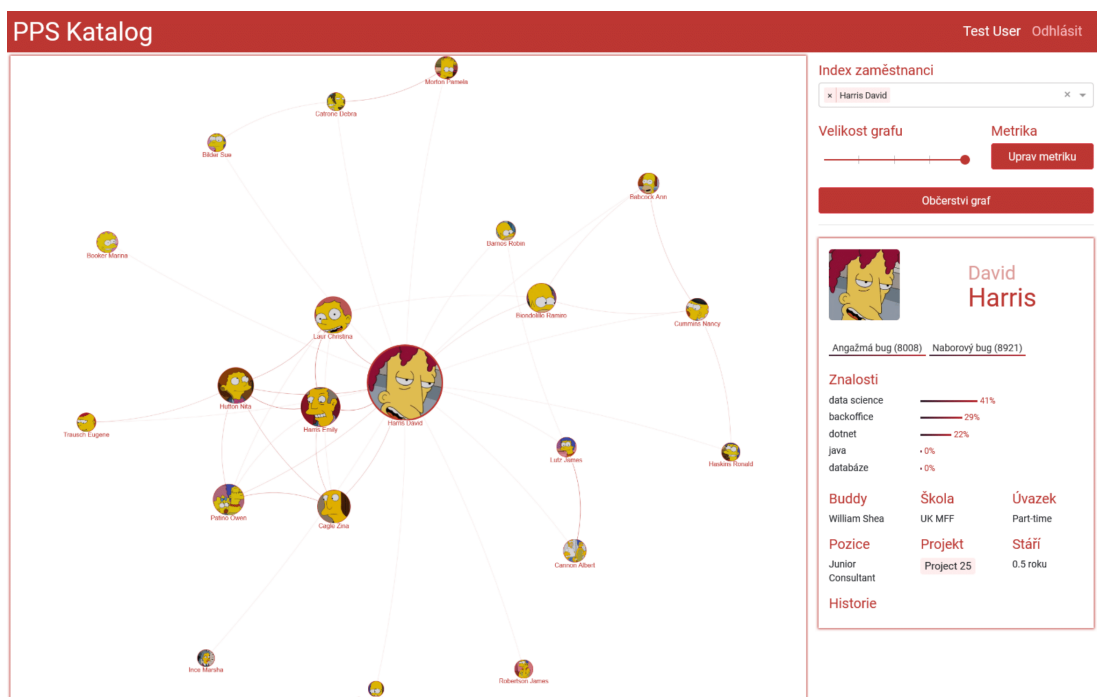 PPS Katalog
Test User Odhlásit
Morton Pamela
Catrone Debra
Bilder Sue
Babcock Ann
Barnes Robin
Booker Marina
Biondolillo Ramiro
Cummins Nancy
Laur Christina
Hutton Nita
Harris Emily
Harris David
Trausch Eugene
Lutz James
Haskins Ronald
Patino Owen
Cagle Zina
Cannon Albert
Ince Marsha
Robertson James
Index zaměstnanci
× Harris David ×
Velikost grafu
Metrika
Uprav metriku
Občerstvi graf
David
Harris
Angažmá bug (8008) Naborový bug (8921)
Znalosti
data science 41%
backoffice 29%
dotnet 22%
java 0%
databáze 0%
Buddy Škola Úvazek
William Shea UK MFF Part-time
Pozice Projekt Stáří
Junior Project 25 0.5 roku
Consultant
Historie